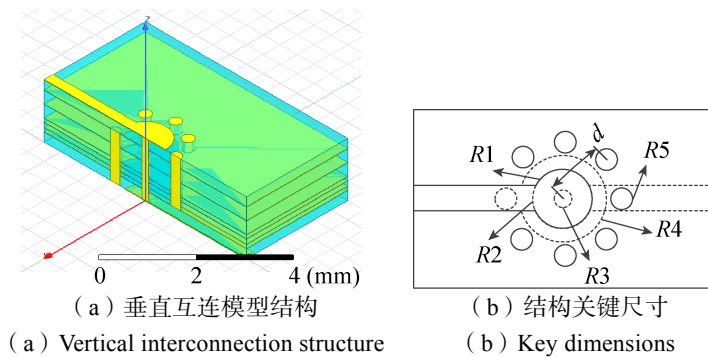 z
0 2 4 (mm)
R1
d
R5
R2
R4
R3
（a）垂直互连模型结构 （b）结构关键尺寸
（a）Vertical interconnection structure （b）Key dimensions